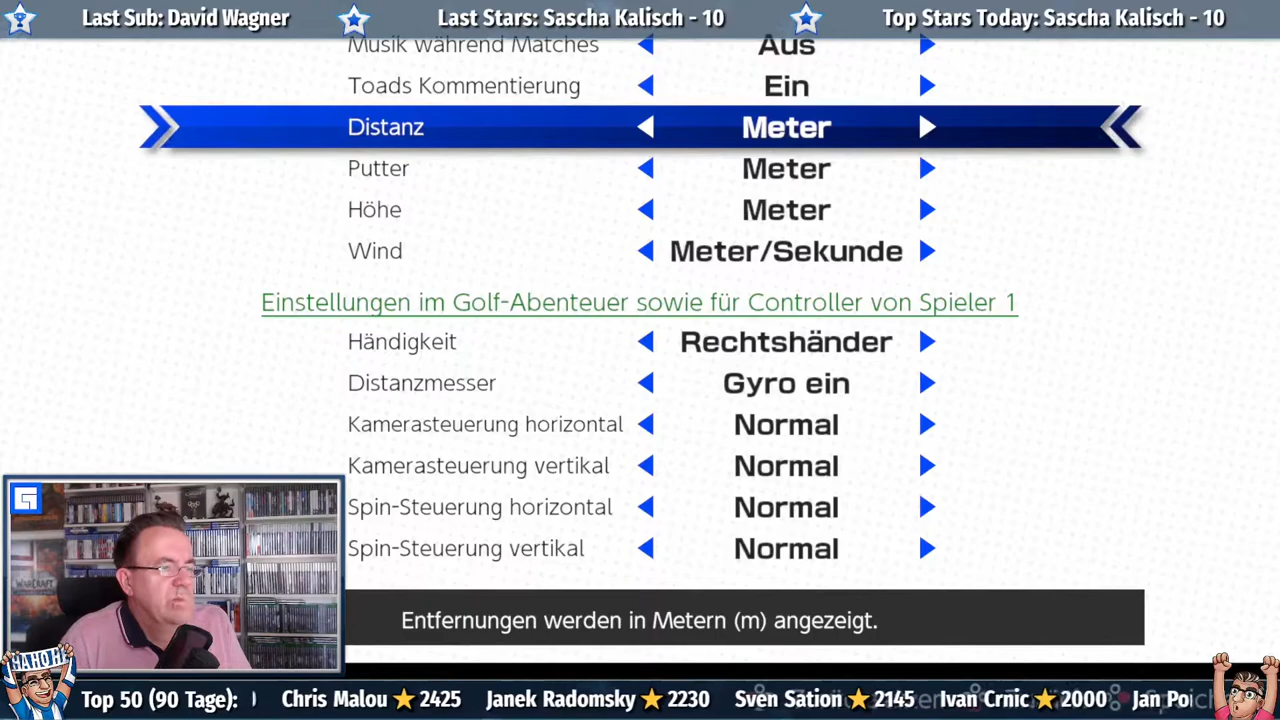 Last Sub: David Wagner
Last Stars: Sascha Kalisch - 10
Top Stars Today: Sascha Kalisch - 10
Musik während Matches Aus
Toads Kommentierung Ein
Distanz Meter
Putter Meter
Höhe Meter
Wind Meter/Sekunde
Einstellungen im Golf-Abenteuer sowie für Controller von Spieler 1
Händigkeit Rechtshänder
Distanzmesser Gyro ein
Kamerasteuerung horizontal Normal
Kamerasteuerung vertikal Normal
Spin-Steuerung horizontal Normal
Spin-Steuerung vertikal Normal
WARCRAFT
Entfernungen werden in Metern (m) angezeigt.
HAHOHE
Top 50 (90 Tage): Chris Malou 2425 Janek Radomsky 2230 Sven Sation 2145 Ivan Crnic 2000 Jan Poi